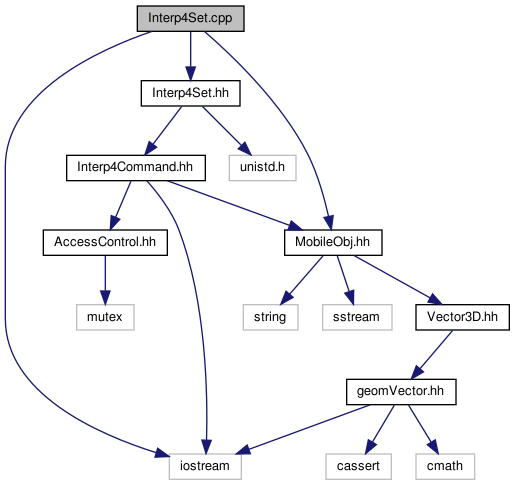 Interp4Set.cpp
Interp4Set.hh
Interp4Command.hh
unistd.h
AccessControl.hh
MobileObj.hh
mutex
string
sstream
Vector3D.hh
geomVector.hh
iostream
cassert
cmath